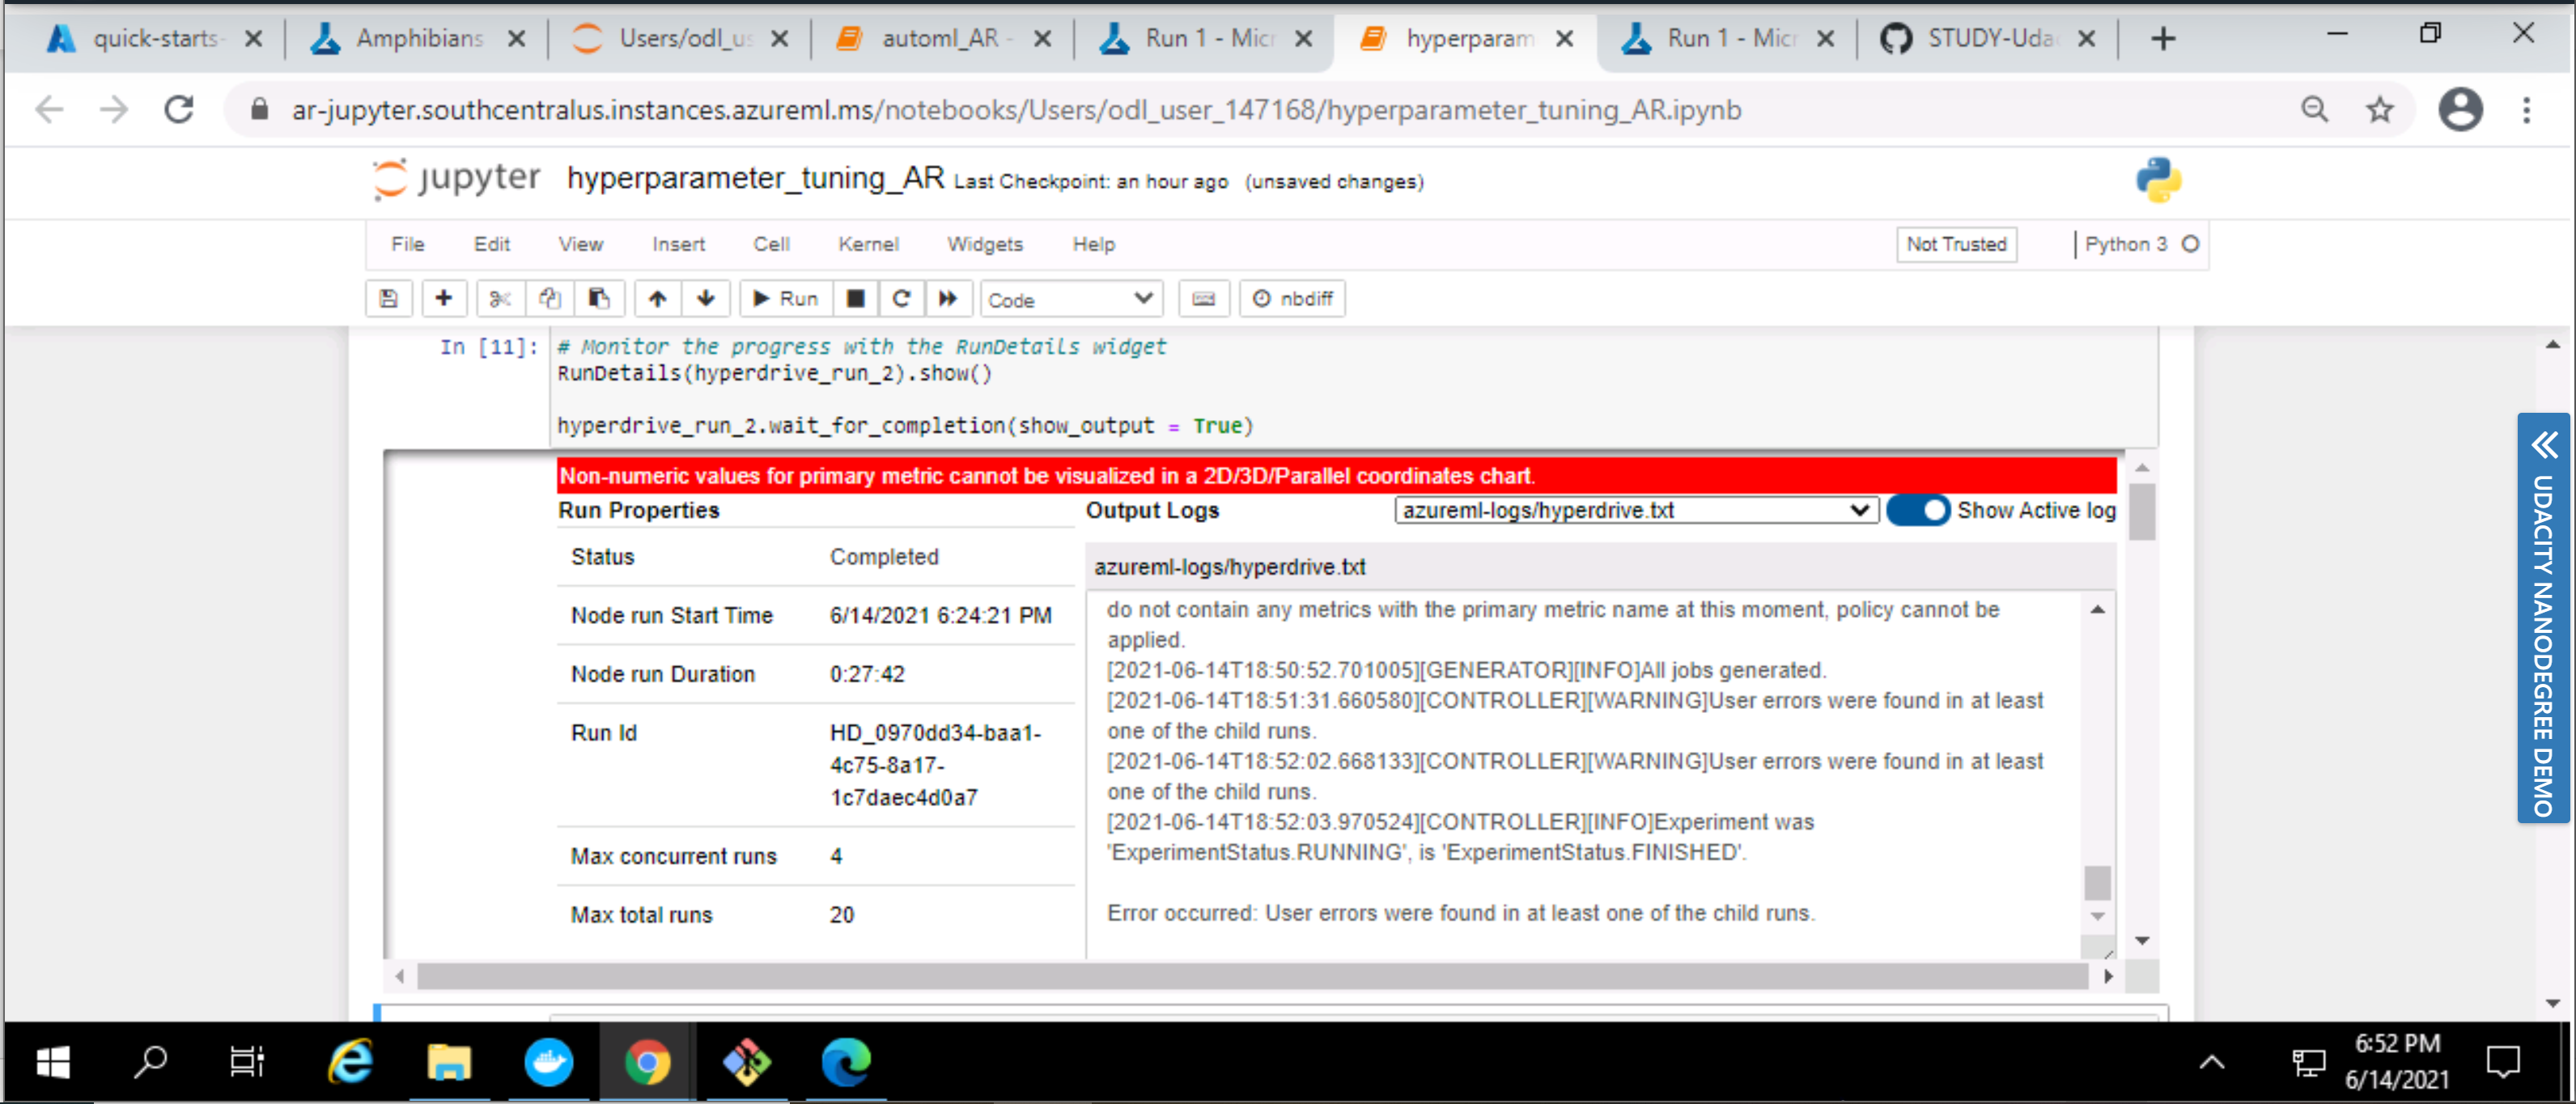 quick-starts-
Amphibians
Users/odl_us
automl_AR -
Run 1 - Micr
hyperparam
Run 1 - Micr
STUDY-Uda
ar-jupyter.southcentralus.instances.azureml.ms/notebooks/Users/odl_user_147168/hyperparameter_tuning_AR.ipynb
jupyter hyperparameter_tuning_AR Last Checkpoint: an hour ago (unsaved changes)
File Edit View Insert Cell Kernel Widgets Help Not Trusted Python 3
Run Code nbdiff
In [11]: # Monitor the progress with the RunDetails widget
RunDetails(hyperdrive_run_2).show()
hyperdrive_run_2.wait_for_completion(show_output = True)
Non-numeric values for primary metric cannot be visualized in a 2D/3D/Parallel coordinates chart.
Run Properties
Status Completed
Node run Start Time 6/14/2021 6:24:21 PM
Node run Duration 0:27:42
Run Id HD_0970dd34-baa1-
4c75-8a17-
1c7daec4d0a7
Max concurrent runs 4
Max total runs 20
Output Logs azureml-logs/hyperdrive.txt Show Active log
azureml-logs/hyperdrive.txt
do not contain any metrics with the primary metric name at this moment, policy cannot be
applied.
[2021-06-14T18:50:52.701005][GENERATOR][INFO]All jobs generated.
[2021-06-14T18:51:31.660580][CONTROLLER][WARNING]User errors were found in at least
one of the child runs.
[2021-06-14T18:52:02.668133][CONTROLLER][WARNING]User errors were found in at least
one of the child runs.
[2021-06-14T18:52:03.970524][CONTROLLER][INFO]Experiment was
'ExperimentStatus.RUNNING', is 'ExperimentStatus.FINISHED'.
Error occurred: User errors were found in at least one of the child runs.
UDACITY NANODEGREE DEMO
6:52 PM
6/14/2021